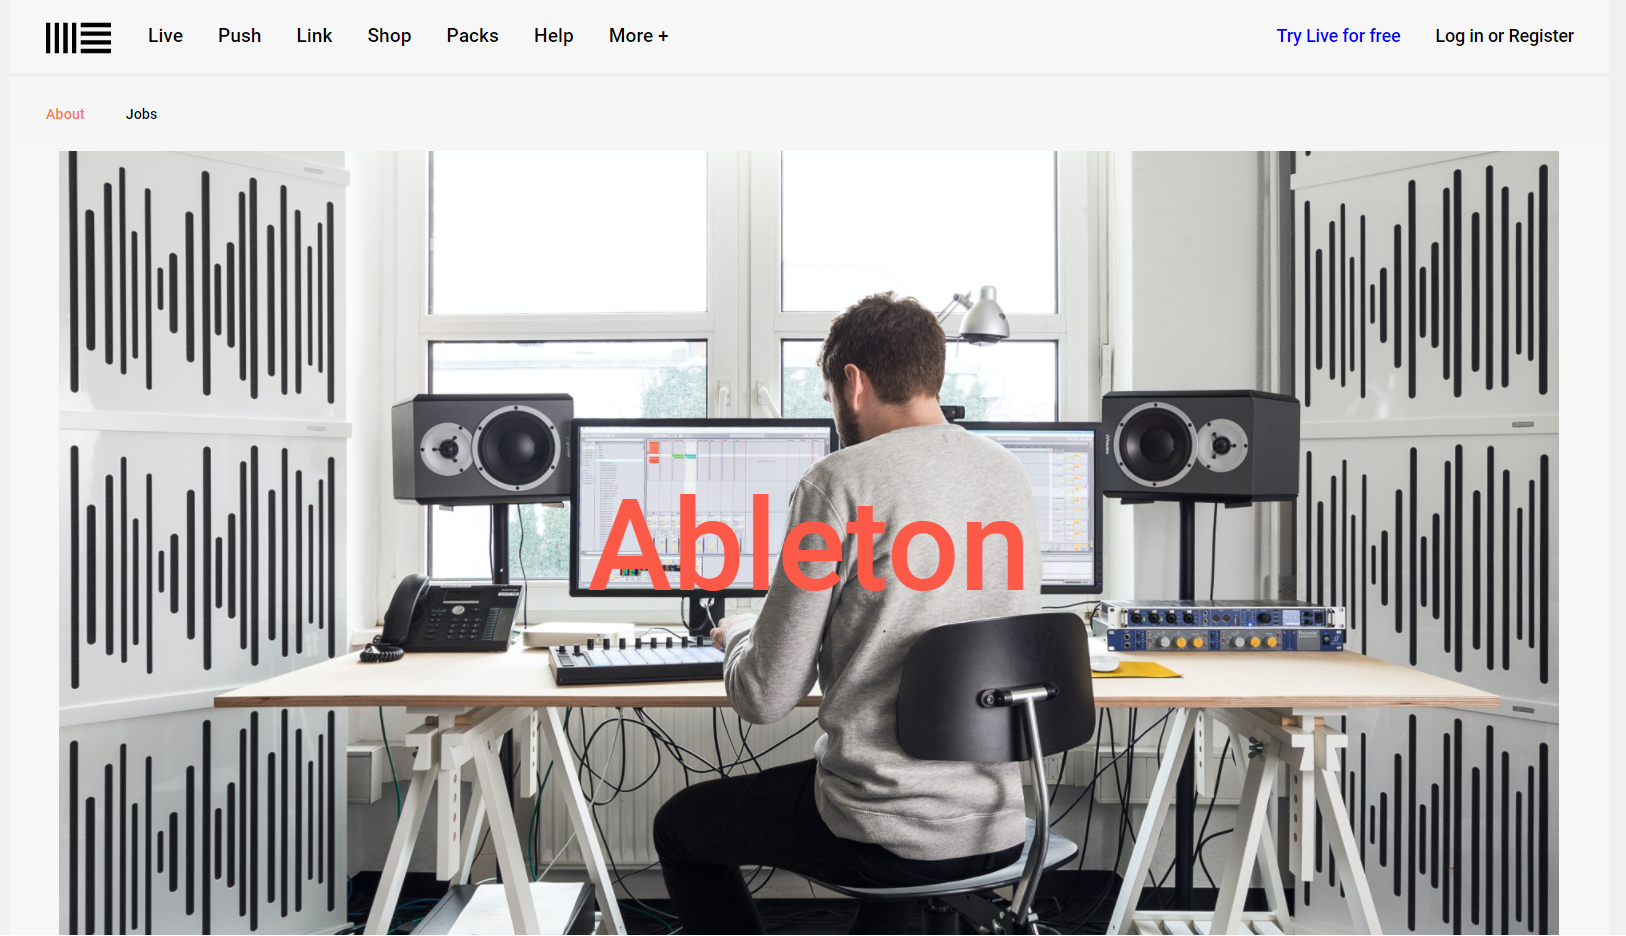 Live Push Link Shop Packs Help More + Try Live for free Log in or Register
About Jobs
Ableton